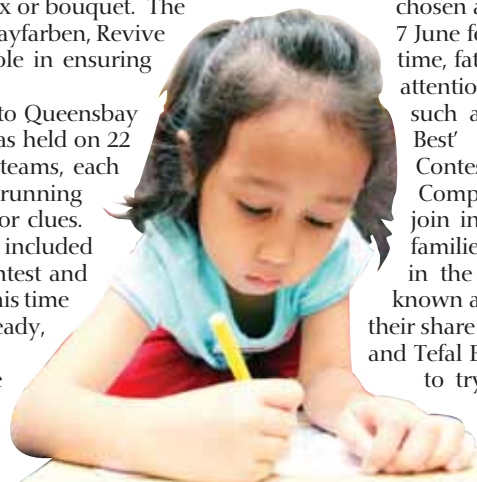 x or bouquet. The
ayfarben, Revive
ole in ensuring
to Queensbay
as held on 22
teams, each
running
or clues.
included
ntest and
his time
eady,
e
chosen a
7 June fe
time, fat
attentio
such a
Best’
Contes
Comp
join in
familie
in the
known a
their share
and Tefal E
to try